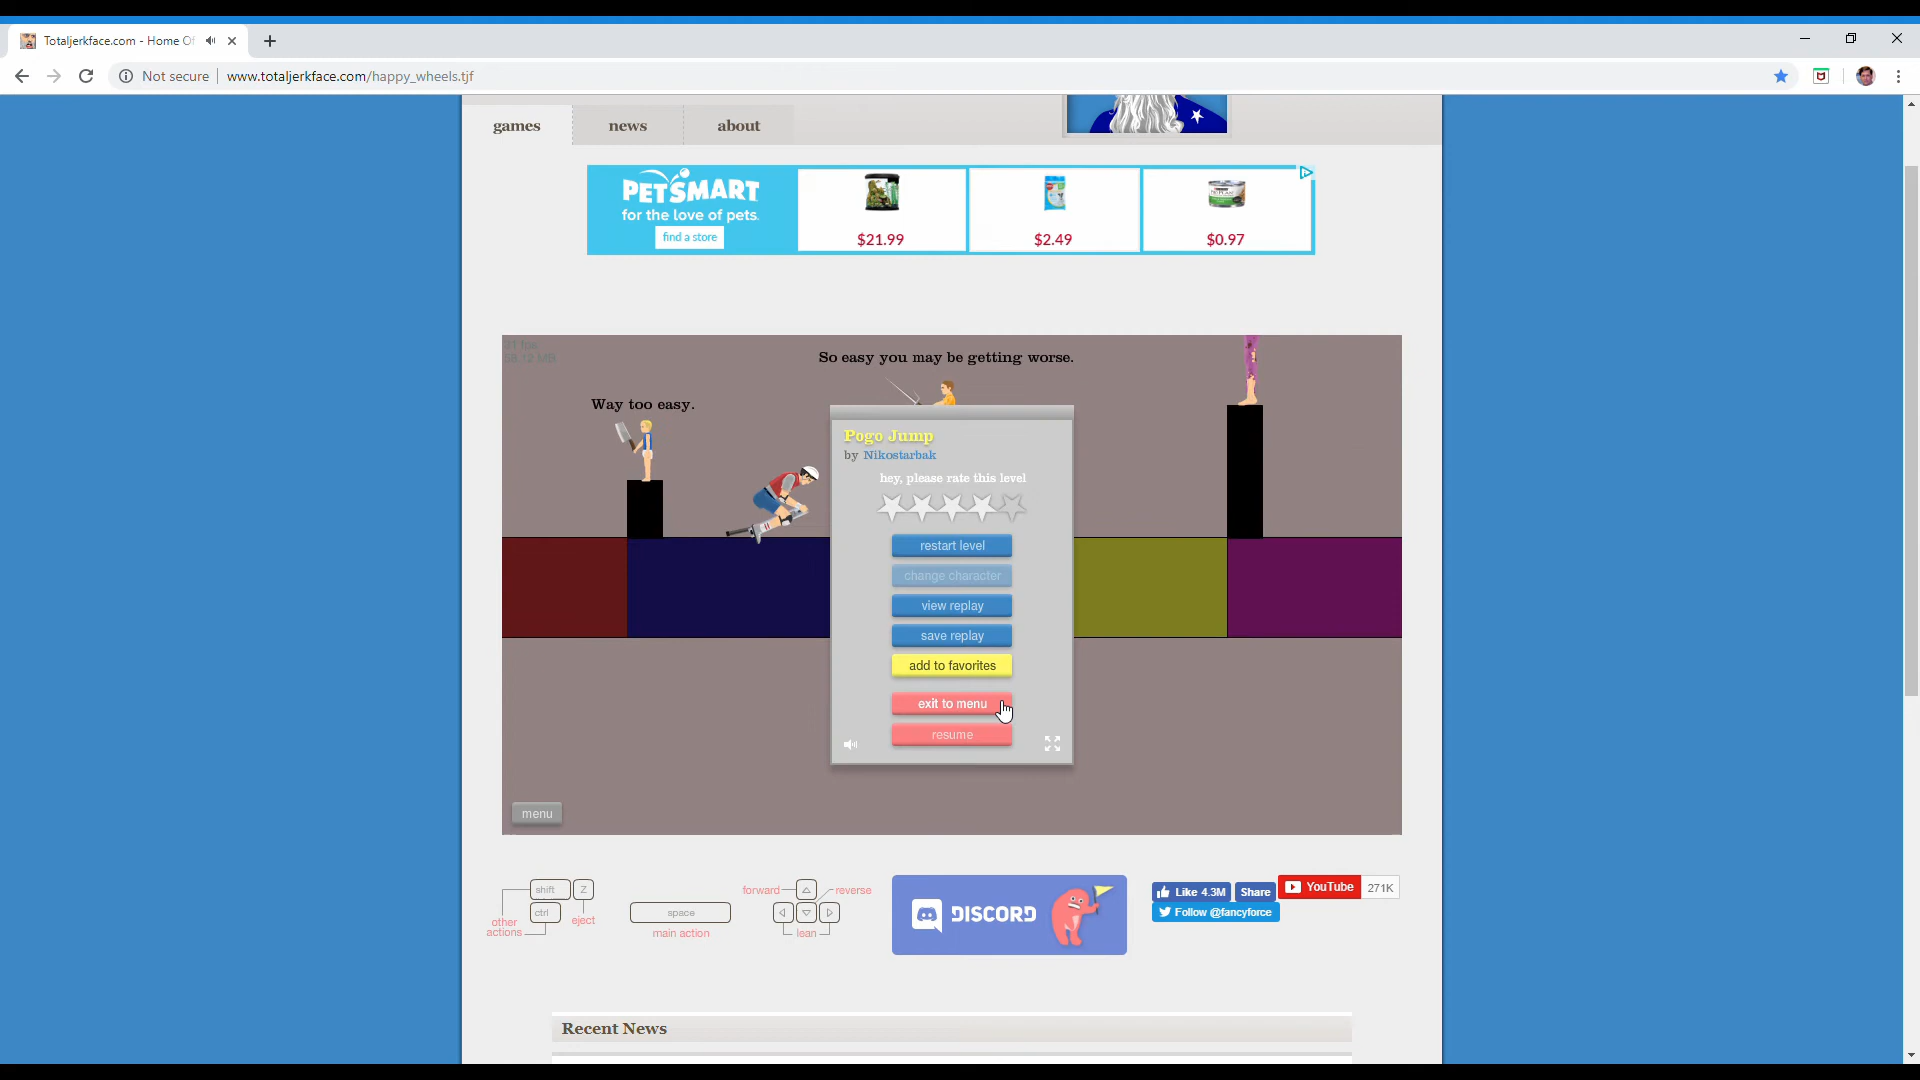 Totaljerkface.com - Home Of
Not secure
www.totaljerkface.com/happy_wheels.tjf
games
news
about
PETSMART
for the love of pets.
find a store
$21.99
$2.49
$0.97
So easy you may be getting worse.
Way too easy.
Pogo Jump
by Nikostarbak
hey, please rate this level
restart level
change character
view replay
save replay
add to favorites
exit to menu
resume
menu
shift
Z
ctrl
other
actions
eject
space
main action
forward
reverse
lean
DISCORD
Like 4.3M
Share
YouTube
271K
Follow @fancyforce
Recent News